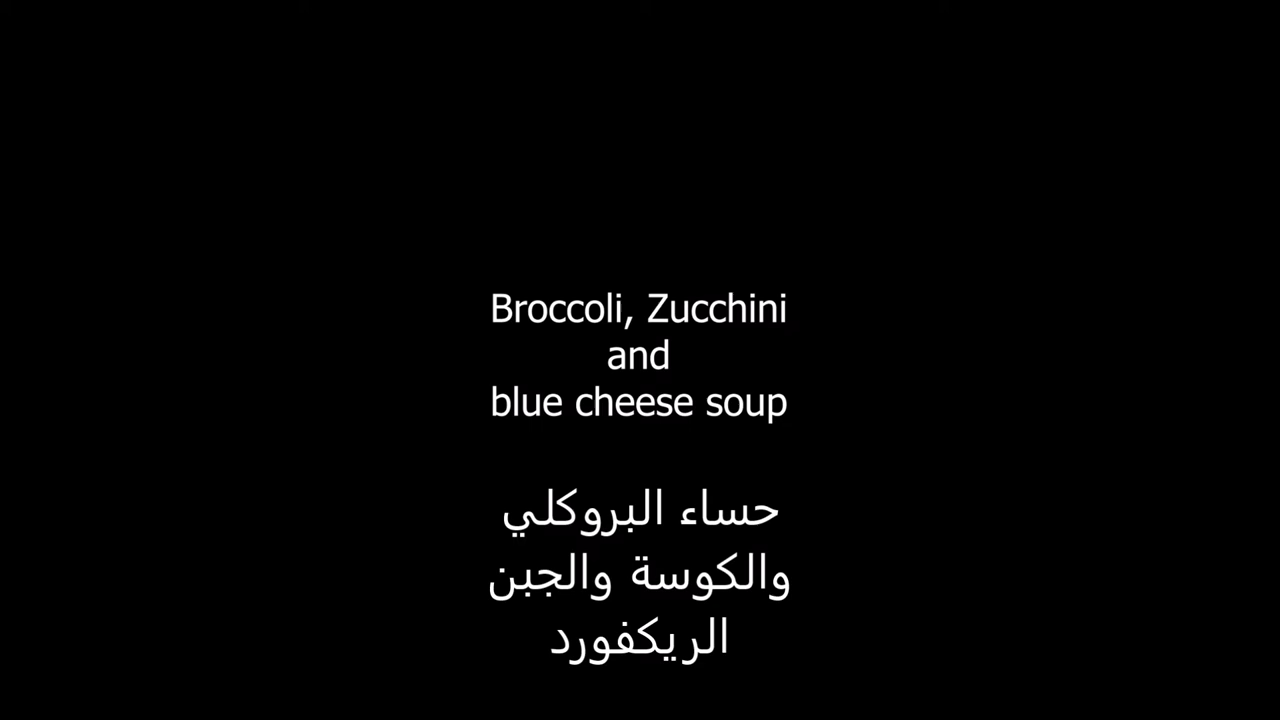 Broccoli, Zucchini
and
blue cheese soup
حساء البروكلي
والكوسة والجبن
الريكفورد